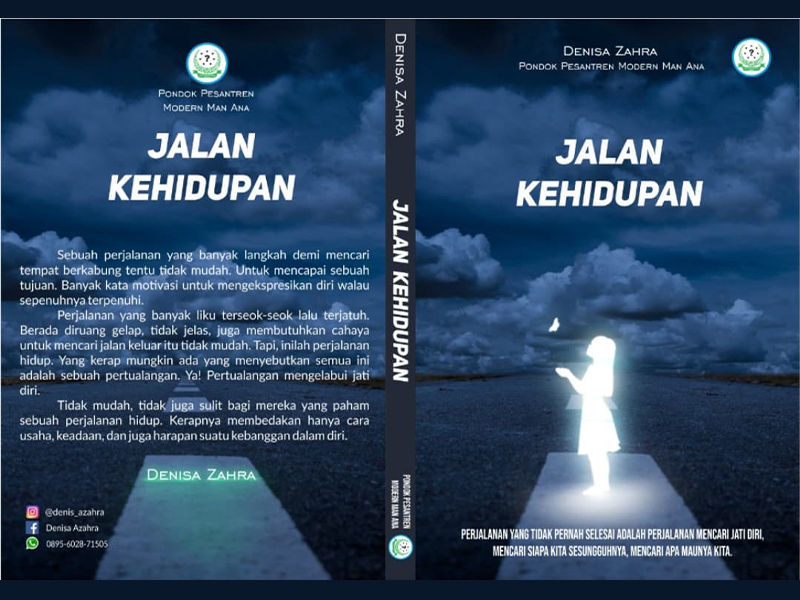 PONDOK PESANTREN
MODERN MAN ANA
JALAN
KEHIDUPAN
Sebuah perjalanan yang banyak langkah demi mencari
tempat berkabung tentu tidak mudah. Untuk mencapai sebuah
tujuan. Banyak kata motivasi untuk mengekspresikan diri walau
sepenuhnya terpenuhi.
Perjalanan yang banyak liku terseok-seok lalu terjatuh.
Berada diruang gelap, tidak jelas, juga membutuhkan cahaya
untuk mencari jalan keluar itu tidak mudah. Tapi, inilah perjalanan
hidup. Yang kerap mungkin ada yang menyebutkan semua ini
adalah sebuah pertualangan. Ya! Pertualangan mengelabui jati
diri.
Tidak mudah, tidak juga sulit bagi mereka yang paham
sebuah perjalanan hidup. Kerapnya membedakan hanya cara
usaha, keadaan, dan juga harapan suatu kebanggan dalam diri.
DENISA ZAHRA
@denis_azahra
Denisa Azahra
0895-6028-71505
DENISA ZAHRA
JALAN KEHIDUPAN
PONDOK PESANTREN
MODERN MAN ANA
DENISA ZAHRA
PONDOK PESANTREN MODERN MAN ANA
JALAN
KEHIDUPAN
PERJALANAN YANG TIDAK PERNAH SELESAI ADALAH PERJALANAN MENCARI JATI DIRI,
MENCARI SIAPA KITA SESUNGGUHNYA, MENCARI APA MAUNYA KITA.